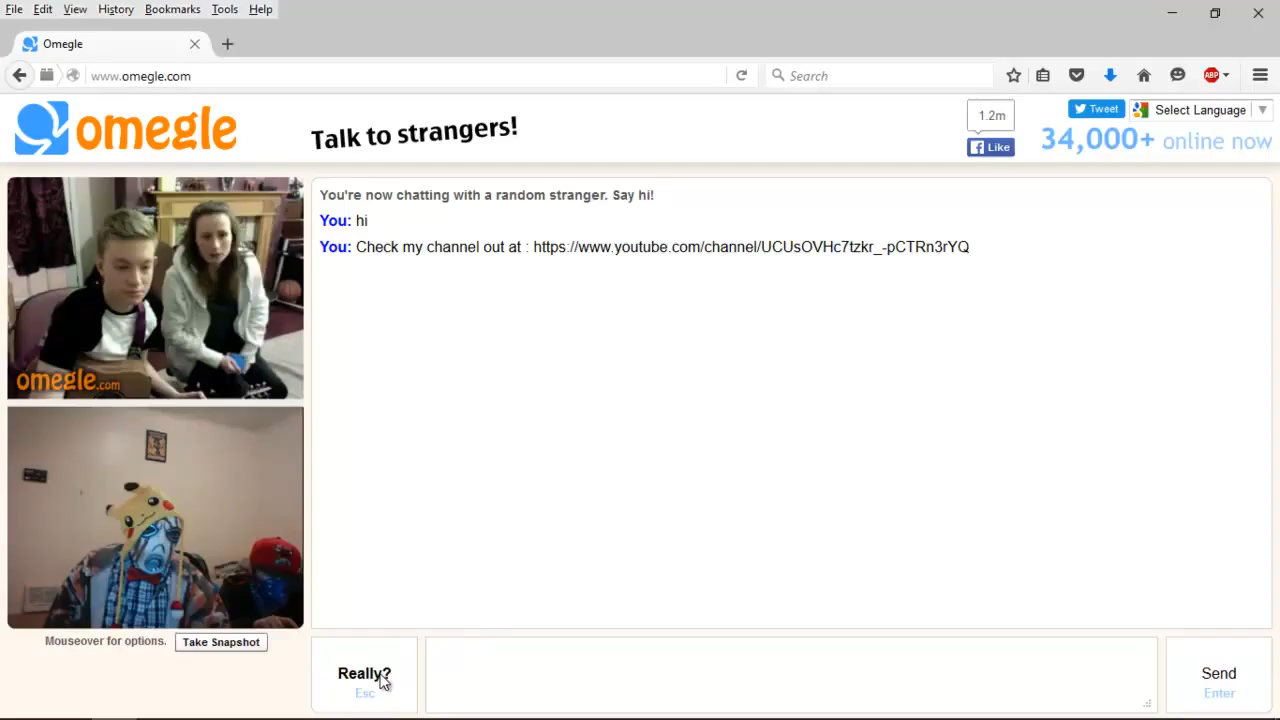 File Edit View History Bookmarks Tools Help
Omegle
www.omegle.com
Search
ABP
omegle
Talk to strangers!
1.2m
Like
Tweet
Select Language
34,000+ online now
omegle.com
You're now chatting with a random stranger. Say hi!
You: hi
You: Check my channel out at : https://www.youtube.com/channel/UCUsOVHc7tzkr_-pCTRn3rYQ
Mouseover for options. Take Snapshot
Really?
Esc
Send
Enter